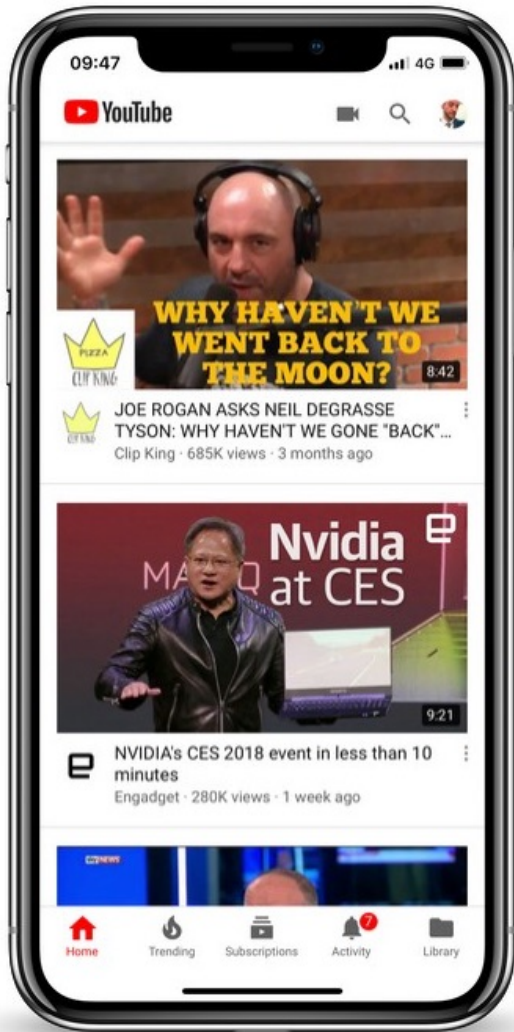 09:47
4G
YouTube
WHY HAVEN'T WE
WENT BACK TO
THE MOON?
PIZZA
CLIP KING
8:42
JOE ROGAN ASKS NEIL DEGRASSE
TYSON: WHY HAVEN'T WE GONE "BACK"...
Clip King · 685K views · 3 months ago
Nvidia
at CES
9:21
NVIDIA's CES 2018 event in less than 10
minutes
Engadget · 280K views · 1 week ago
sky NEWS
7
Home
Trending
Subscriptions
Activity
Library